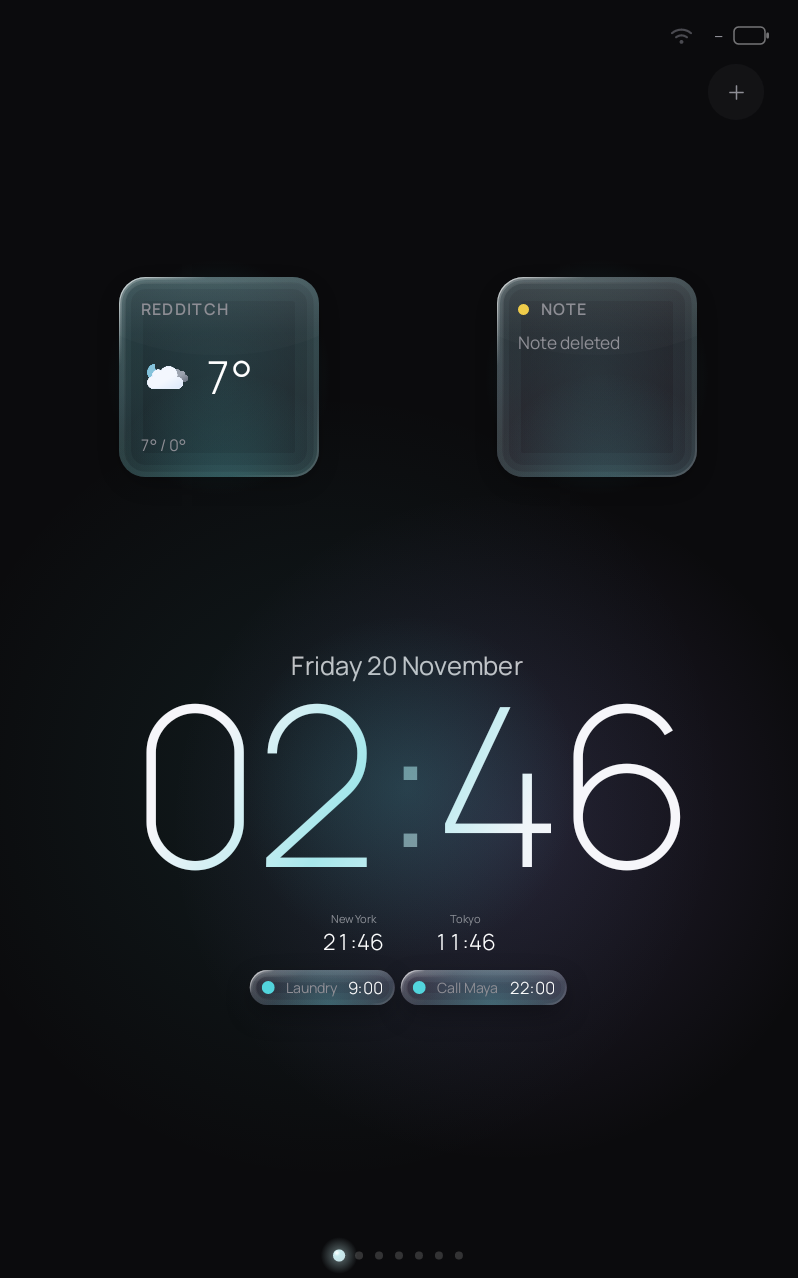 –
+
REDDITCH
7°
7° / 0°
NOTE
Note deleted
Friday 20 November
02:46
New York
21:46
Tokyo
11:46
Laundry 9:00
Call Maya 22:00